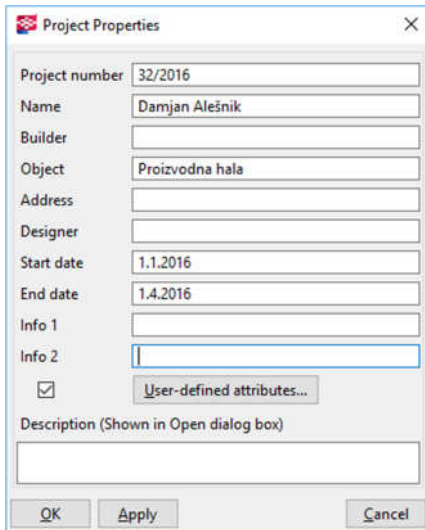 Project Properties
Project number 32/2016
Name Damjan Alešnik
Builder
Object Proizvodna hala
Address
Designer
Start date 1.1.2016
End date 1.4.2016
Info 1
Info 2
User-defined attributes...
Description (Shown in Open dialog box)
OK Apply Cancel